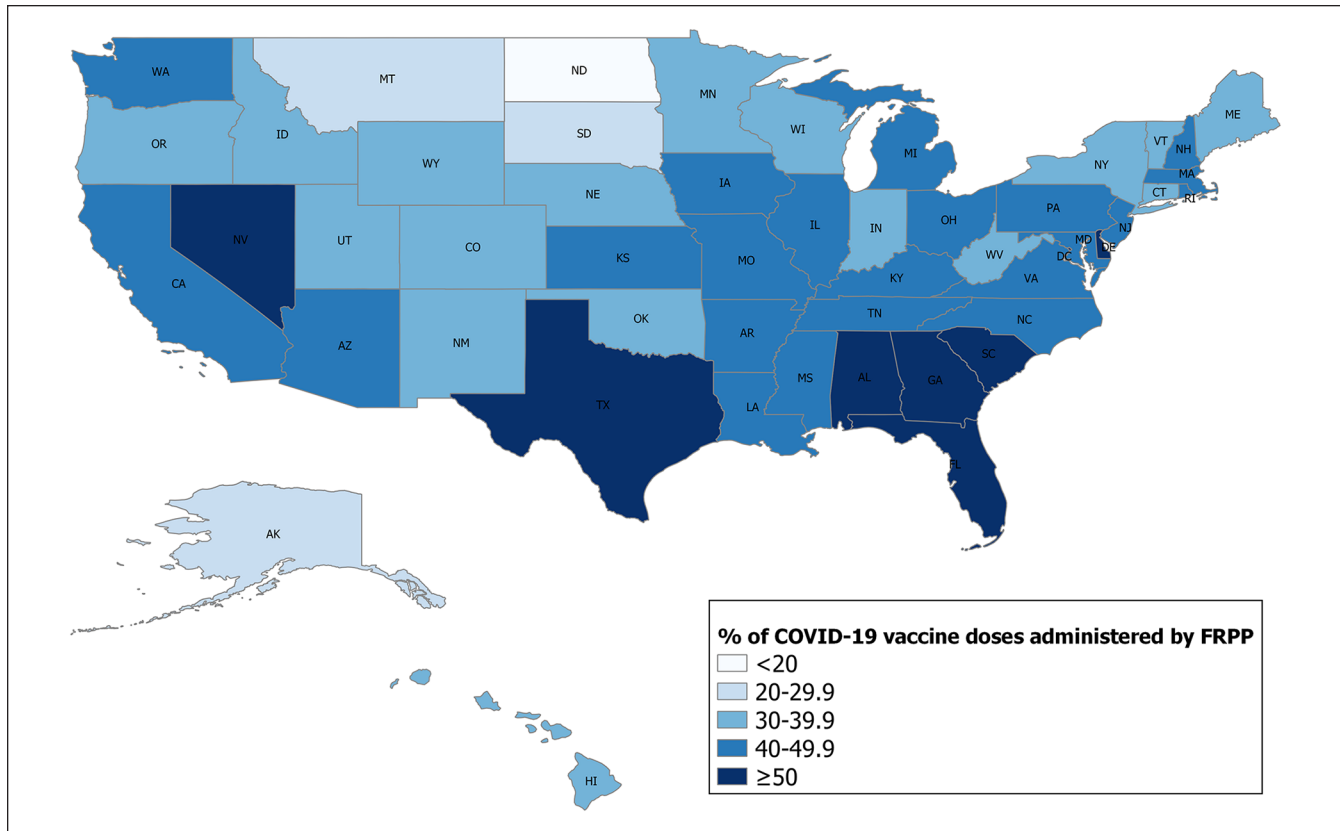 WA
MT
ND
MN
ME
OR
ID
SD
WI
VT
NH
WY
MI
NY
MA
NE
IA
CT
RI
NV
UT
CO
IL
IN
OH
PA
NJ
CA
KS
MO
WV
MD
DE
DC
KY
VA
AZ
NM
OK
AR
TN
NC
TX
LA
MS
AL
GA
SC
FL
AK
HI
% of COVID-19 vaccine doses administered by FRPP
<20
20-29.9
30-39.9
40-49.9
≥50